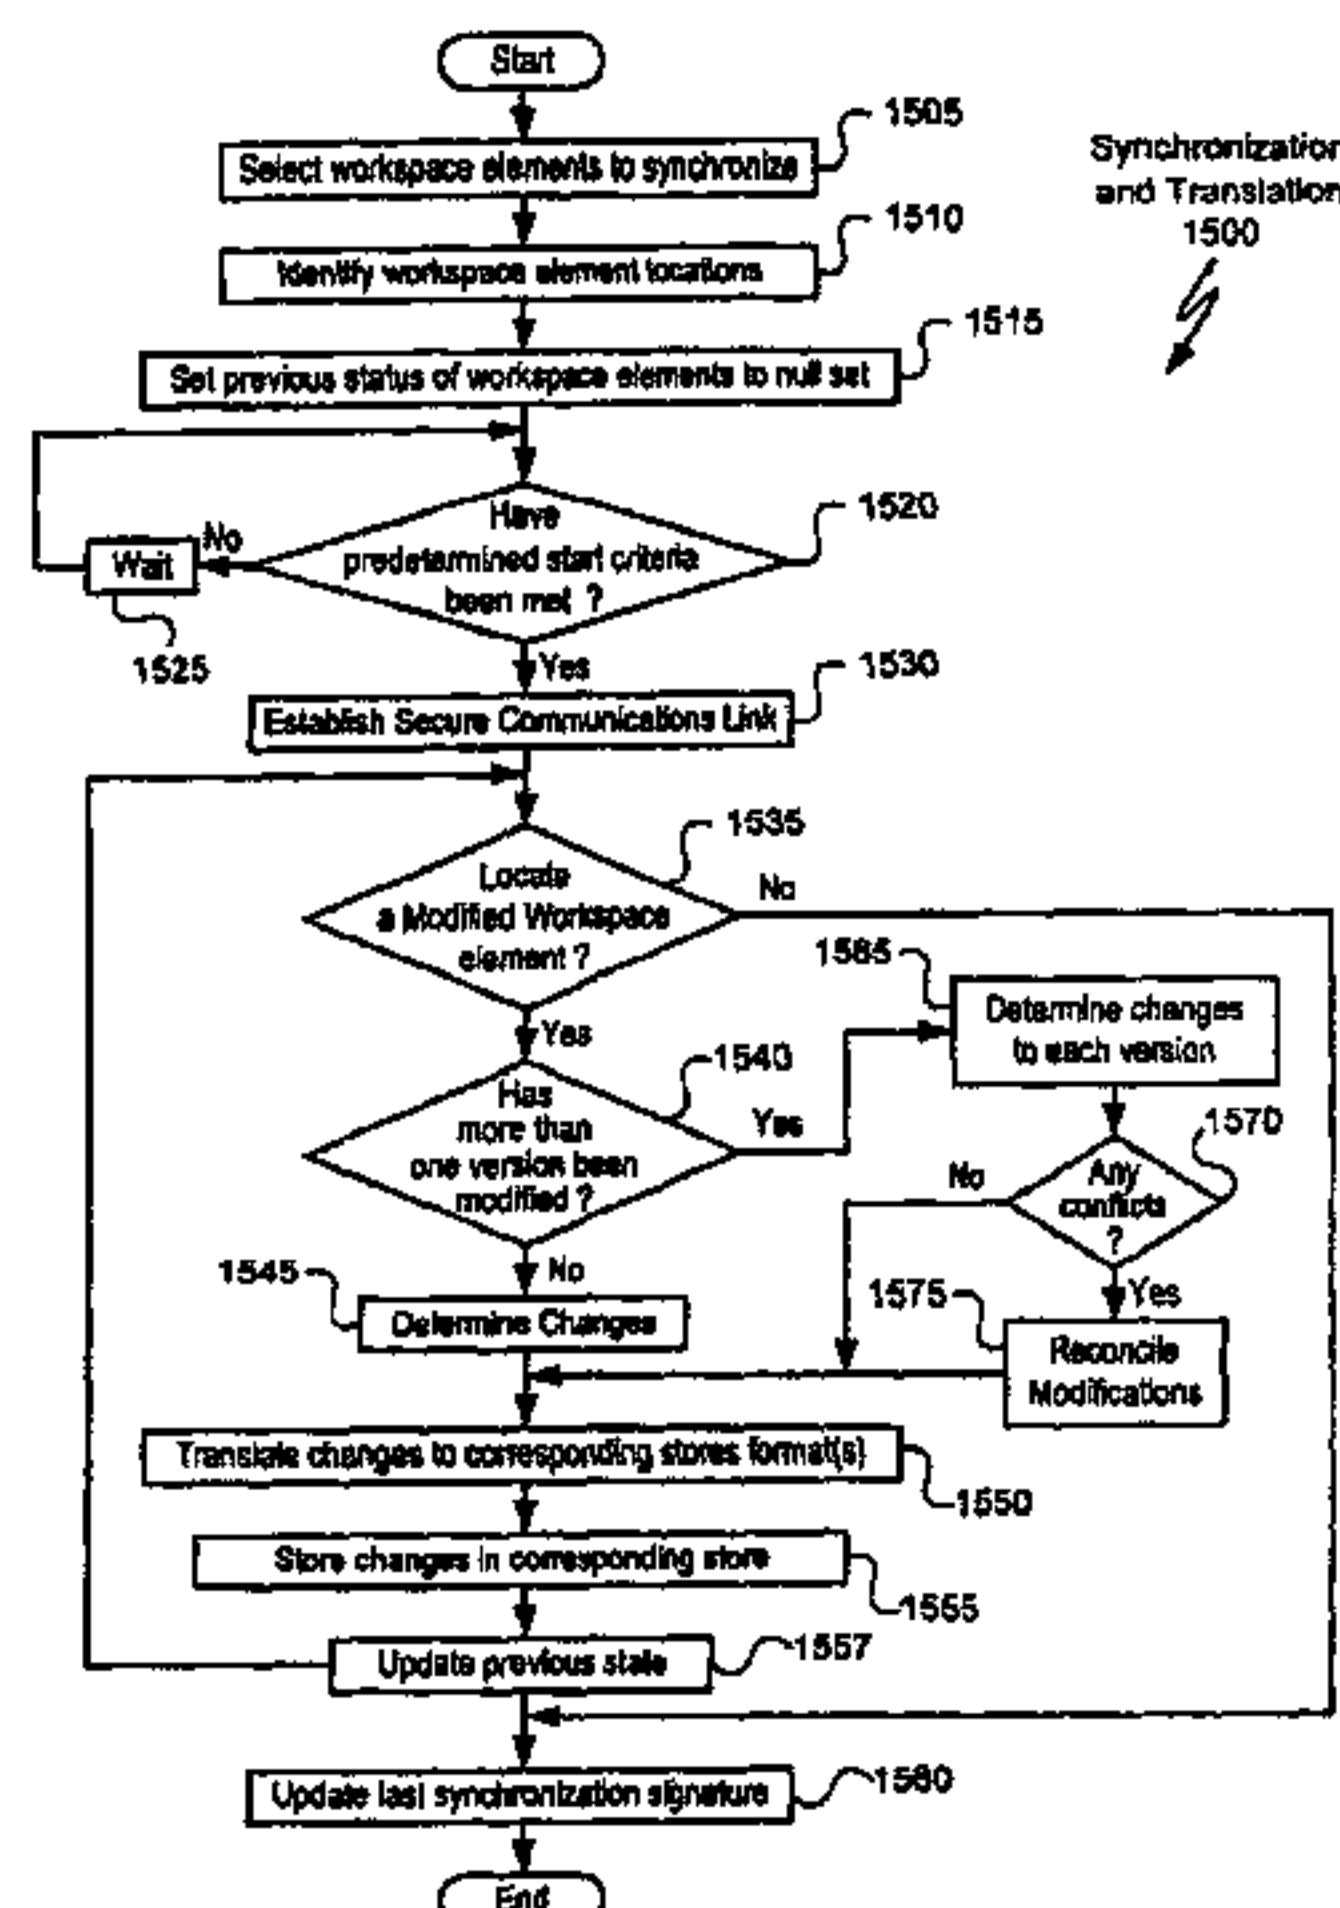 Start
1505
Select workspace elements to synchronize
Synchronization
and Translation
1500
1510
Identify workspace element locations
1515
Set previous status of workspace elements to null set
1520
Have
predetermined start criteria
been met ?
No
Wait
1525
Yes
1530
Establish Secure Communications Link
1535
Locate
a Modified Workspace
element ?
No
Yes
1565
Determine changes
to each version
1540
Has
more than
one version been
modified ?
Yes
1570
Any
conflicts
?
No
Yes
1545
No
Determine Changes
1575
Reconcile
Modifications
Translate changes to corresponding stores format(s)
1550
Store changes in corresponding store
1555
1557
Update previous state
Update last synchronization signature
1560
End